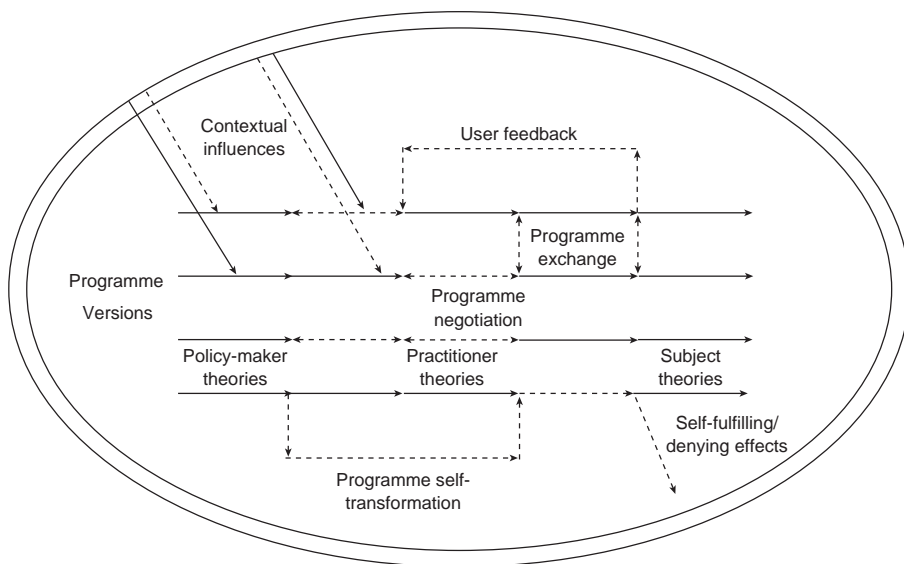 Contextual
influences
User feedback
Programme
exchange
Programme
Versions
Programme
negotiation
Policy-maker
theories
Practitioner
theories
Subject
theories
Self-fulfilling/
denying effects
Programme self-
transformation